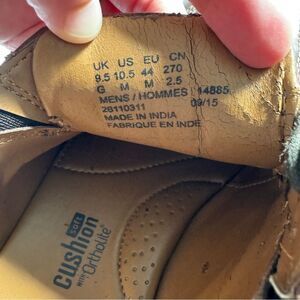 UK US EU CN
9.5 10.5 44 270
G M M 2.5
MENS / HOMMES 14885
26110311 09/15
MADE IN INDIA
FABRIQUE EN INDE
soft
cushion
WITH Ortholite